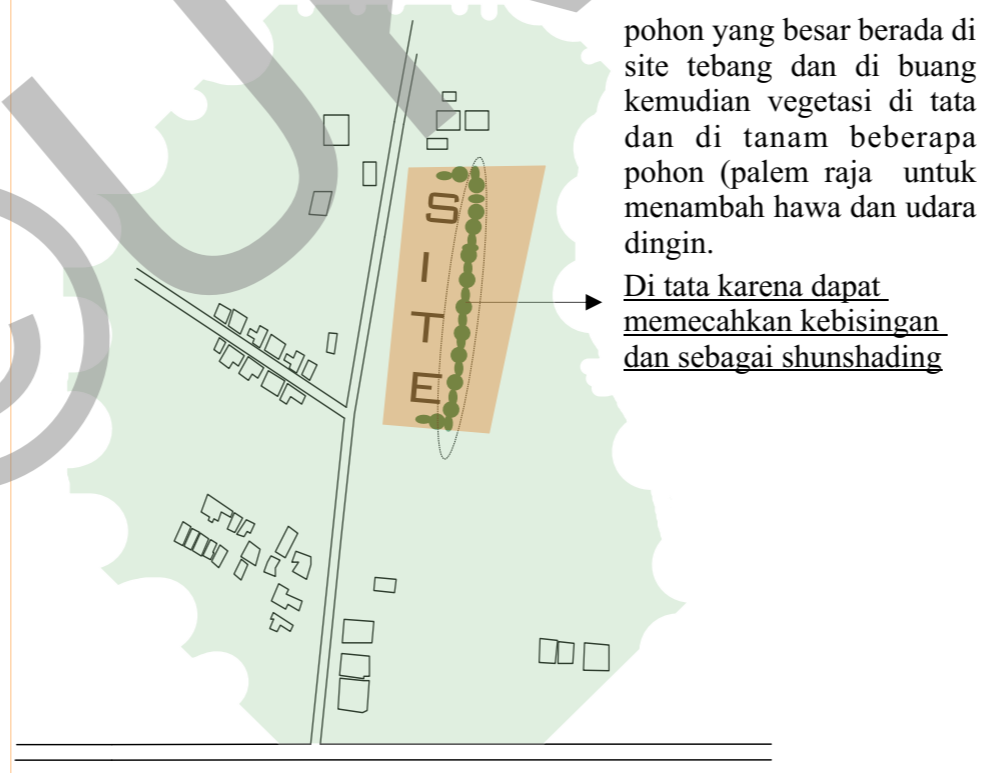 pohon yang besar berada di
site tebang dan di buang
kemudian vegetasi di tata
dan di tanam beberapa
pohon (palem raja untuk
menambah hawa dan udara
dingin.
Di tata karena dapat
memecahkan kebisingan
dan sebagai shunshading
S
I
T
E